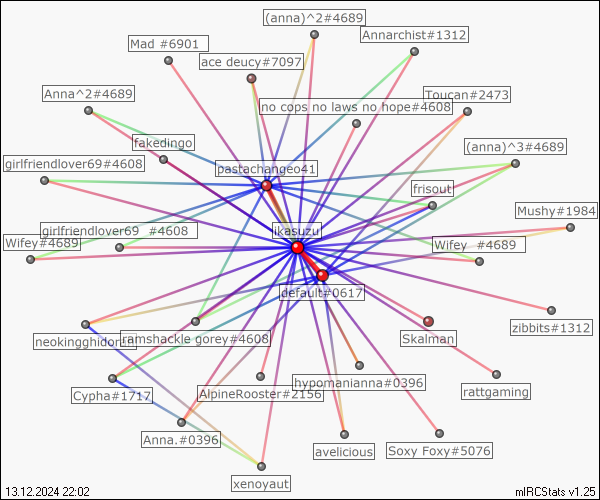 (anna)^2#4689
Annarchist#1312
Mad #6901
ace deucy#7097
Anna^2#4689
Toucan#2473
no cops no laws no hope#4608
fakedingo
(anna)^3#4689
girlfriendlover69#4608
pastachangeo41
frisout
Mushy#1984
girlfriendlover69 #4608
ikasuzu
Wifey#4689
Wifey #4689
default#0617
zibbits#1312
neokingghidorah
ramshackle gorey#4608
Skalman
hypomanianna#0396
rattgaming
Cypha#1717
AlpineRooster#2156
Anna.#0396
avelicious
Soxy Foxy#5076
xenoyaut
13.12.2024 22:02
mIRCStats v1.25